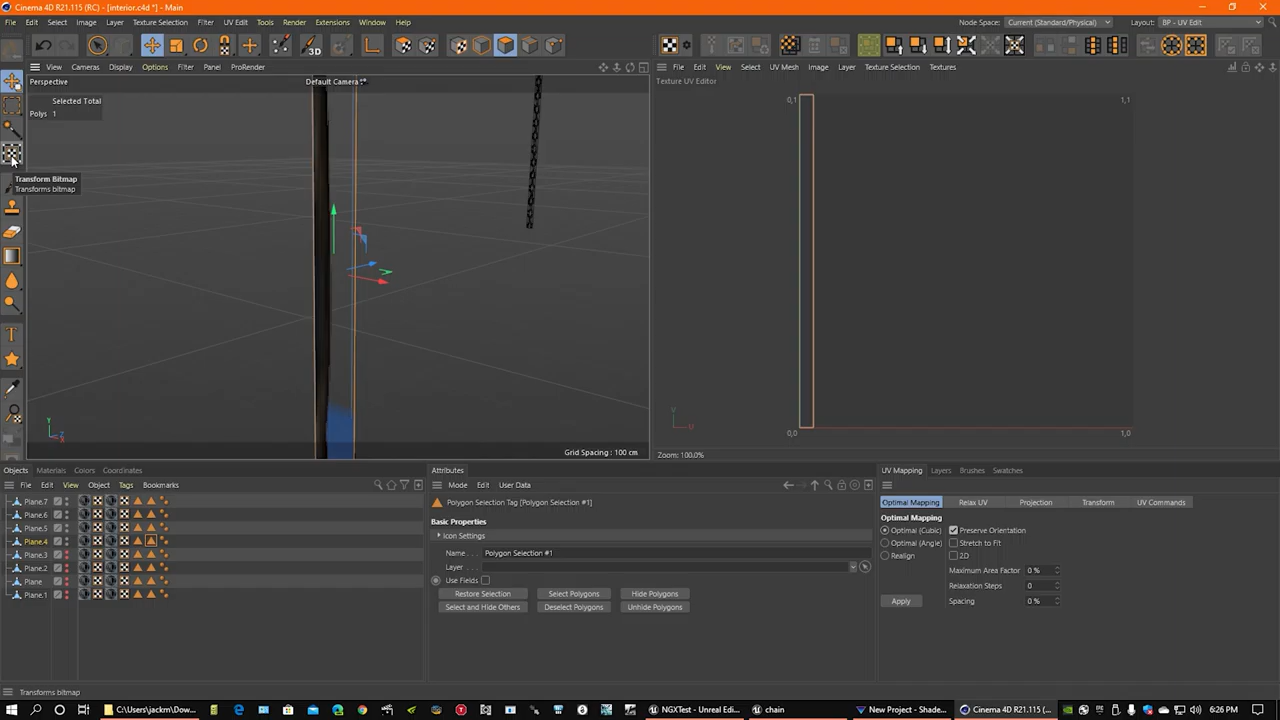 Cinema 4D R21.115 (RC) - [interior.c4d *] - Main
File Edit Select Image Layer Texture Selection Filter UV Edit Tools Render Extensions Window Help
Node Space: Current (Standard/Physical) Layout: BP - UV Edit
View Cameras Display Options Filter Panel ProRender
File Edit View Select UV Mesh Image Layer Texture Selection Textures
Perspective
Default Camera
Texture UV Editor
Selected Total
Polys 1
0,1
1,1
Transform Bitmap
Transforms bitmap
0,0
1,0
Grid Spacing : 100 cm
Zoom: 100.0%
Objects Materials Colors Coordinates
Attributes
UV Mapping Layers Brushes Swatches
File Edit View Object Tags Bookmarks
Mode Edit User Data
Plane.7
Plane.6
Plane.5
Plane.4
Plane.3
Plane.2
Plane
Plane.1
Polygon Selection Tag [Polygon Selection #1]
Basic Properties
Icon Settings
Name . . . Polygon Selection #1
Layer
Use Fields
Restore Selection Select Polygons Hide Polygons
Select and Hide Others Deselect Polygons Unhide Polygons
Optimal Mapping Relax UV Projection Transform UV Commands
Optimal Mapping
Optimal (Cubic) Preserve Orientation
Optimal (Angle) Stretch to Fit
Realign 2D
Maximum Area Factor 0 %
Relaxation Steps 0
Spacing 0 %
Apply
Transforms bitmap
C:\Users\jackm\Dow...
NGXTest - Unreal Edi...
chain
New Project - Shade...
Cinema 4D R21.115 (...
6:26 PM